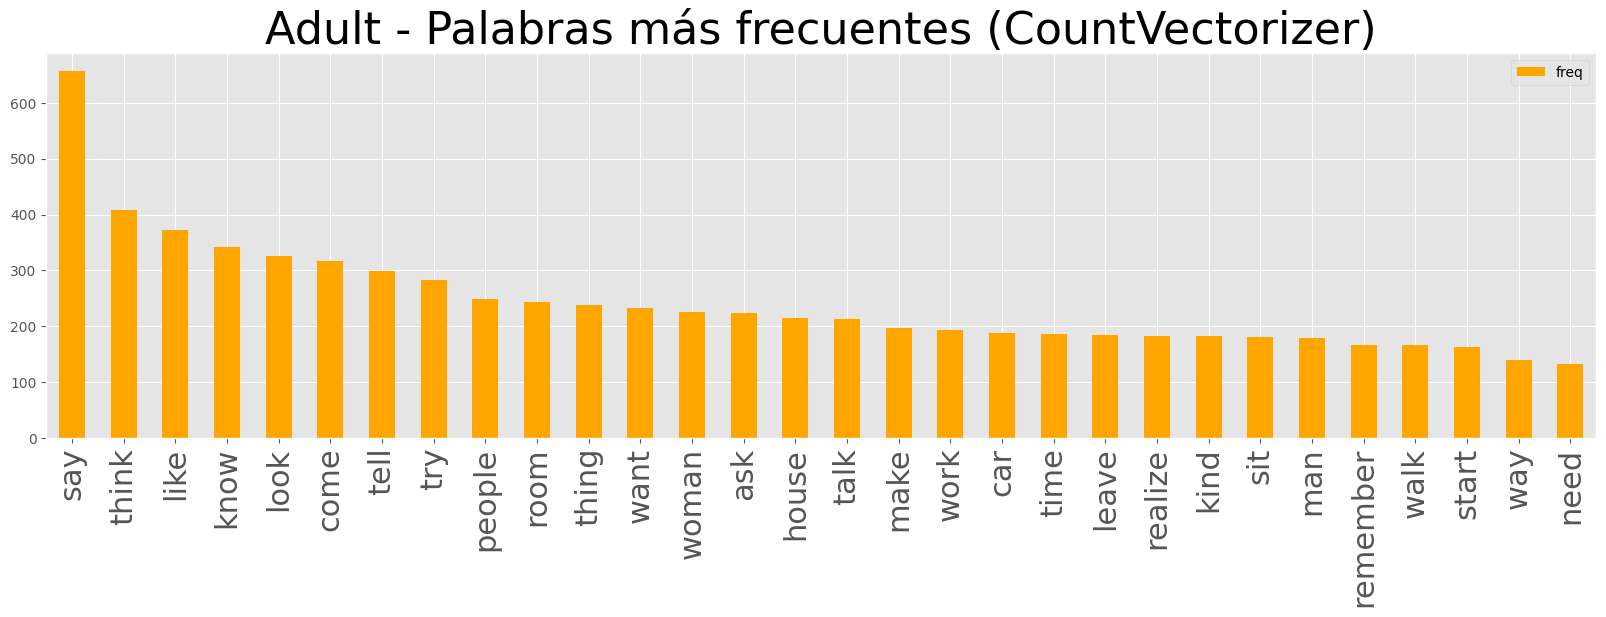 Adult - Palabras más frecuentes (CountVectorizer)
freq
600
500
400
300
200
100
0
say
think
like
know
look
come
tell
try
people
room
thing
want
woman
ask
house
talk
make
work
car
time
leave
realize
kind
sit
man
remember
walk
start
way
need